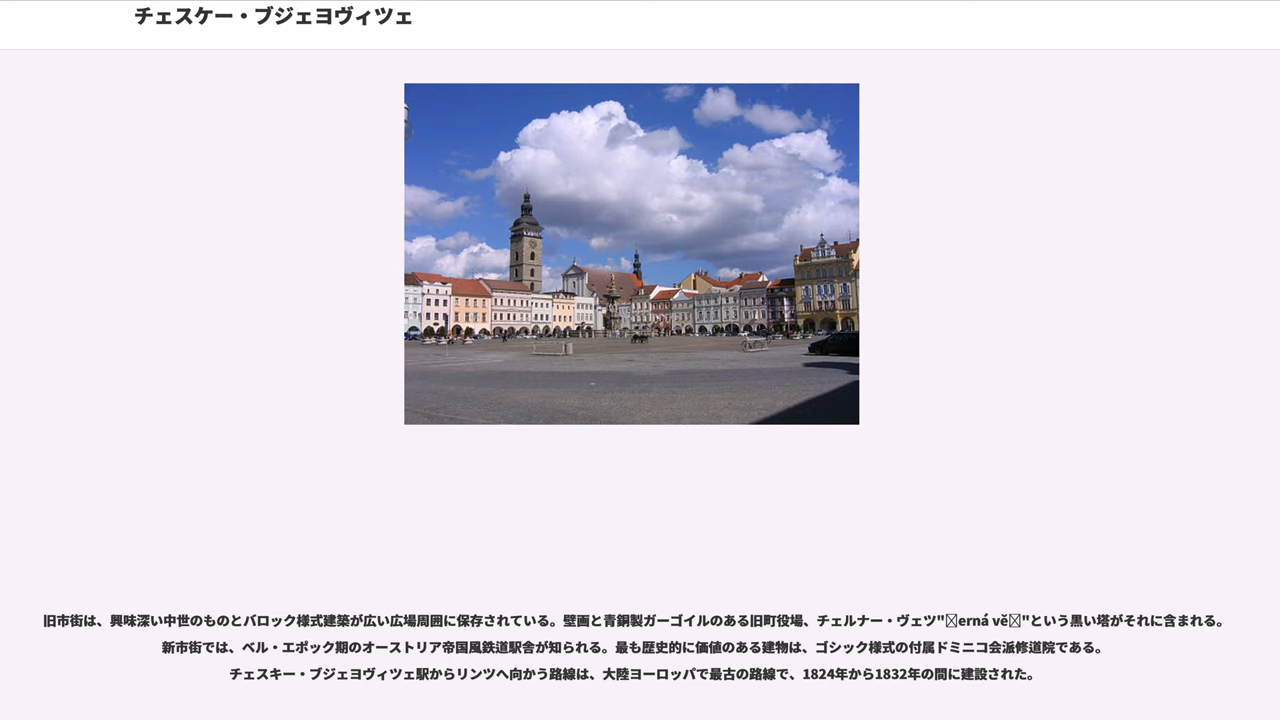 チェスケー・ブジェヨヴィツェ
旧市街は、興味深い中世のものとバロック様式建築が広い広場周囲に保存されている。壁画と青銅製ガーゴイルのある旧町役場、チェルナー・ヴェツ"□erná vě□"という黒い塔がそれに含まれる。
新市街では、ベル・エポック期のオーストリア帝国風鉄道駅舎が知られる。最も歴史的に価値のある建物は、ゴシック様式の付属ドミニコ会派修道院である。
チェスキー・ブジェヨヴィツェ駅からリンツへ向かう路線は、大陸ヨーロッパで最古の路線で、1824年から1832年の間に建設された。